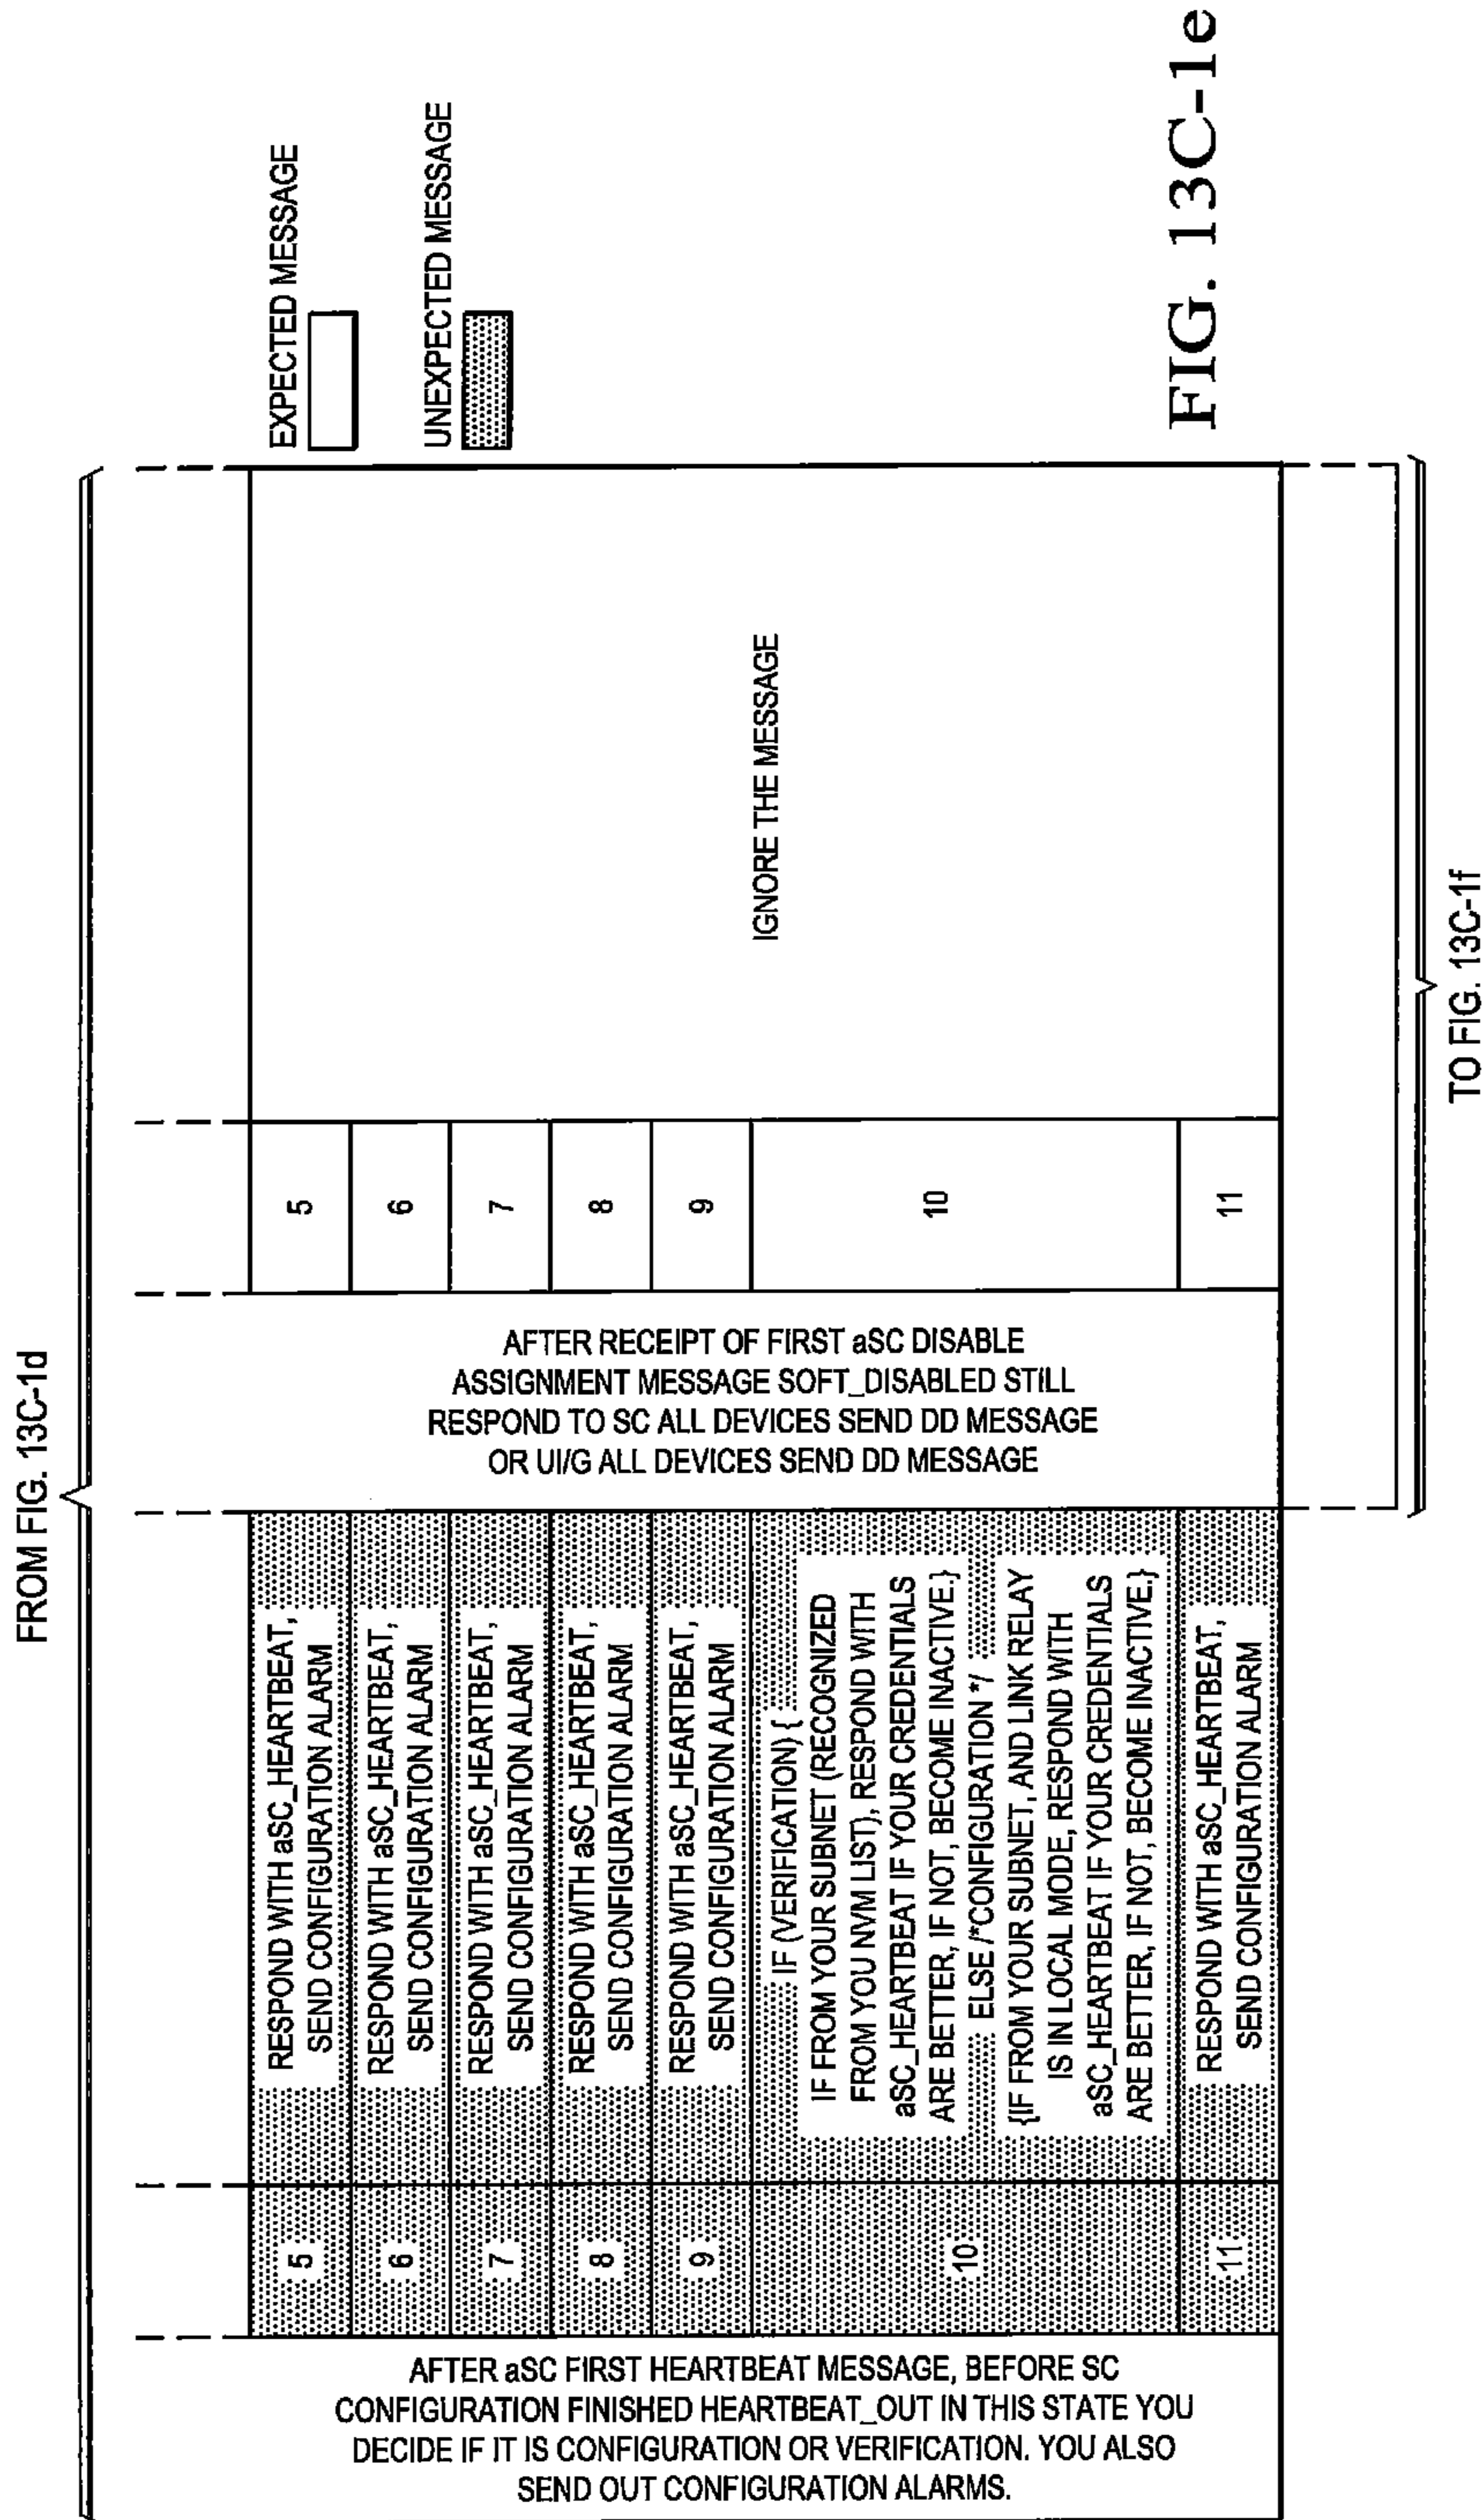 FROM FIG. 13C-1d
AFTER aSC FIRST HEARTBEAT MESSAGE, BEFORE SC
CONFIGURATION FINISHED HEARTBEAT_OUT IN THIS STATE YOU
DECIDE IF IT IS CONFIGURATION OR VERIFICATION. YOU ALSO
SEND OUT CONFIGURATION ALARMS.
5
RESPOND WITH aSC_HEARTBEAT,
SEND CONFIGURATION ALARM
6
RESPOND WITH aSC_HEARTBEAT,
SEND CONFIGURATION ALARM
7
RESPOND WITH aSC_HEARTBEAT,
SEND CONFIGURATION ALARM
8
RESPOND WITH aSC_HEARTBEAT,
SEND CONFIGURATION ALARM
9
RESPOND WITH aSC_HEARTBEAT,
SEND CONFIGURATION ALARM
10
IF (VERIFICATION) {
IF FROM YOUR SUBNET (RECOGNIZED
FROM YOU NVM LIST), RESPOND WITH
aSC_HEARTBEAT IF YOUR CREDENTIALS
ARE BETTER, IF NOT, BECOME INACTIVE.}
ELSE /*CONFIGURATION */
{IF FROM YOUR SUBNET, AND LINK RELAY
IS IN LOCAL MODE, RESPOND WITH
aSC_HEARTBEAT IF YOUR CREDENTIALS
ARE BETTER, IF NOT, BECOME INACTIVE.}
11
RESPOND WITH aSC_HEARTBEAT,
SEND CONFIGURATION ALARM
AFTER RECEIPT OF FIRST aSC DISABLE
ASSIGNMENT MESSAGE SOFT_DISABLED STILL
RESPOND TO SC ALL DEVICES SEND DD MESSAGE
OR UI/G ALL DEVICES SEND DD MESSAGE
5
6
7
8
9
10
11
IGNORE THE MESSAGE
EXPECTED MESSAGE
UNEXPECTED MESSAGE
TO FIG. 13C-1f
FIG. 13C-1e